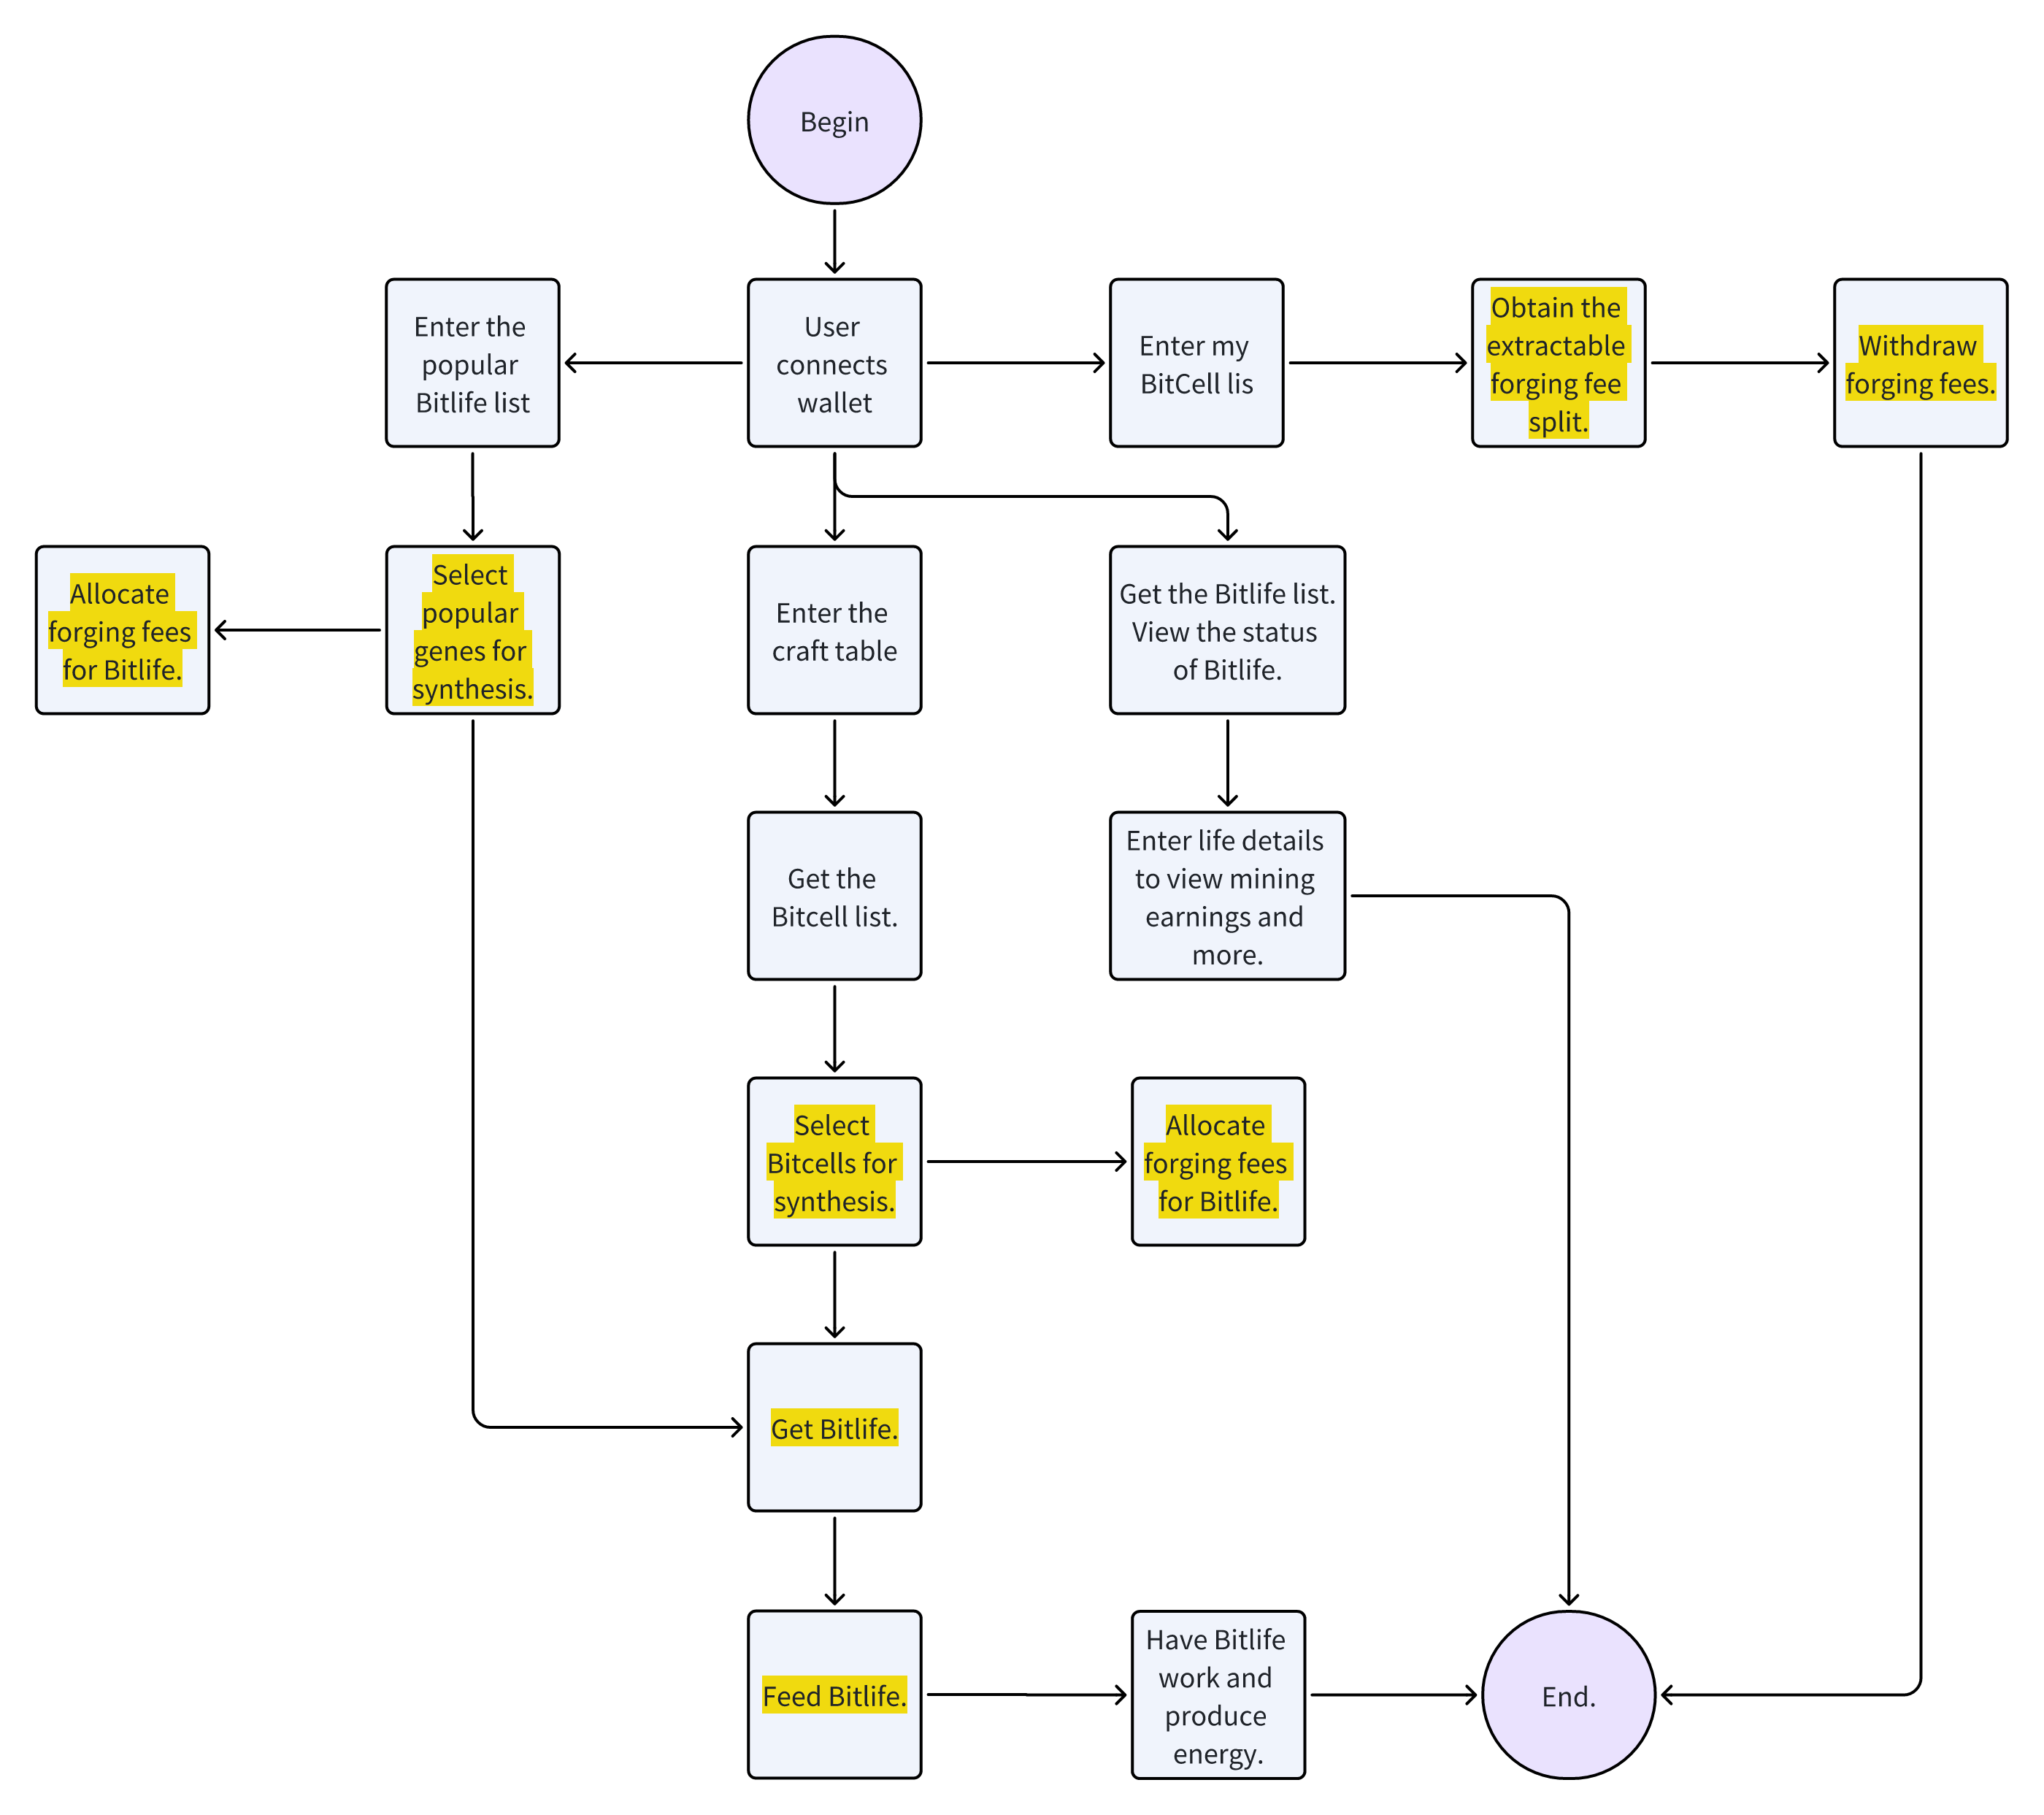 Begin
Enter the
popular
Bitlife list
User
connects
wallet
Enter my
BitCell lis
Obtain the
extractable
forging fee
split.
Withdraw
forging fees.
Allocate
forging fees
for Bitlife.
Select
popular
genes for
synthesis.
Enter the
craft table
Get the Bitlife list.
View the status
of Bitlife.
Get the
Bitcell list.
Enter life details
to view mining
earnings and
more.
Select
Bitcells for
synthesis.
Allocate
forging fees
for Bitlife.
Get Bitlife.
Feed Bitlife.
Have Bitlife
work and
produce
energy.
End.